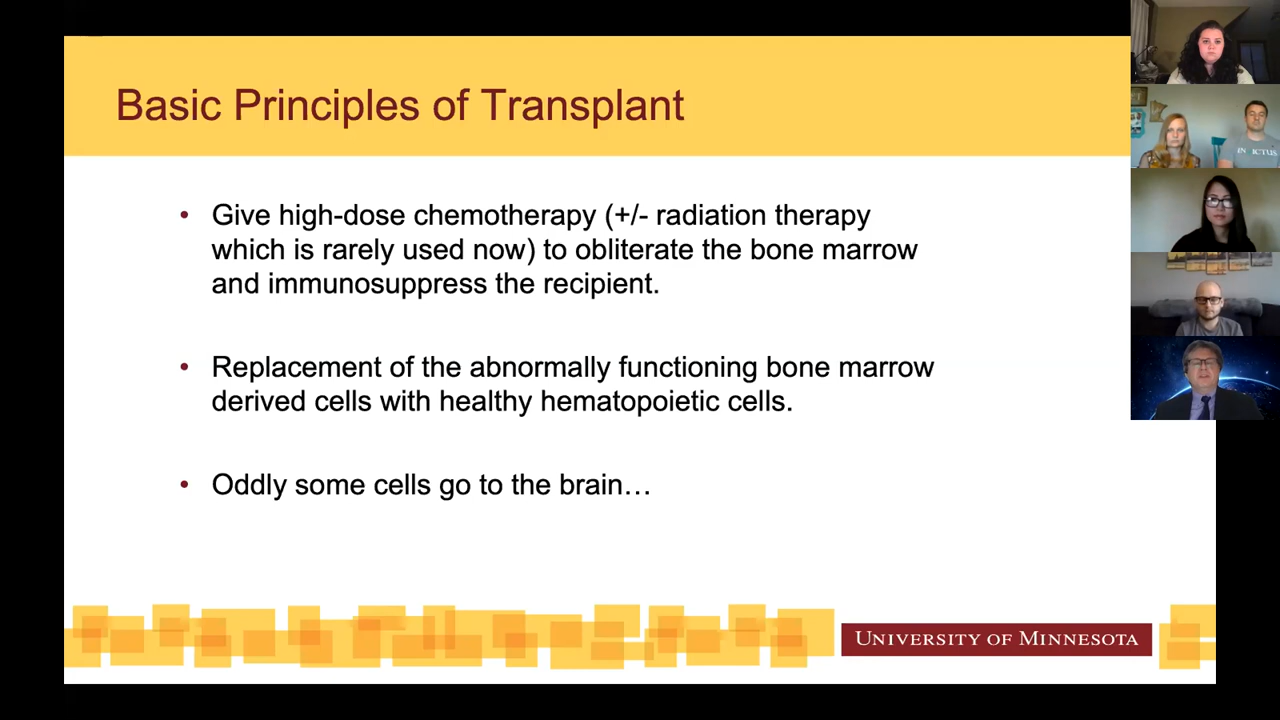 Basic Principles of Transplant
• Give high-dose chemotherapy (+/- radiation therapy
which is rarely used now) to obliterate the bone marrow
and immunosuppress the recipient.
• Replacement of the abnormally functioning bone marrow
derived cells with healthy hematopoietic cells.
• Oddly some cells go to the brain…
UNIVERSITY OF MINNESOTA
INVICTUS